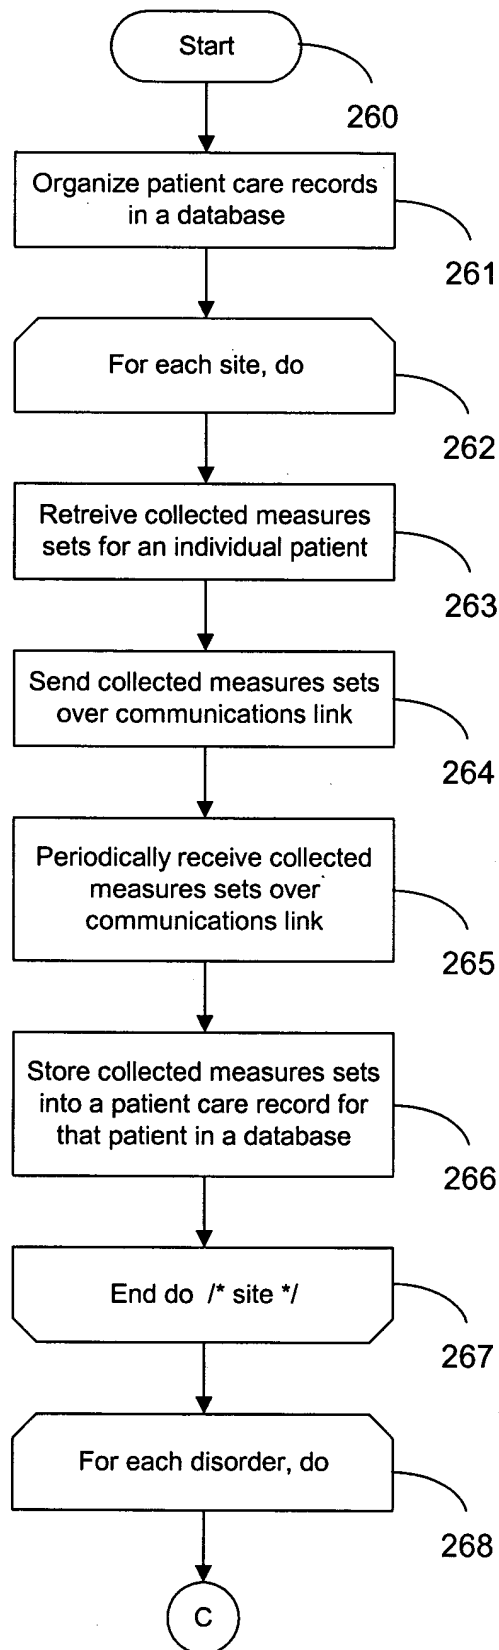 Start
260
Organize patient care records
in a database
261
For each site, do
262
Retreive collected measures
sets for an individual patient
263
Send collected measures sets
over communications link
264
Periodically receive collected
measures sets over
communications link
265
Store collected measures sets
into a patient care record for
that patient in a database
266
End do /* site */
267
For each disorder, do
268
C